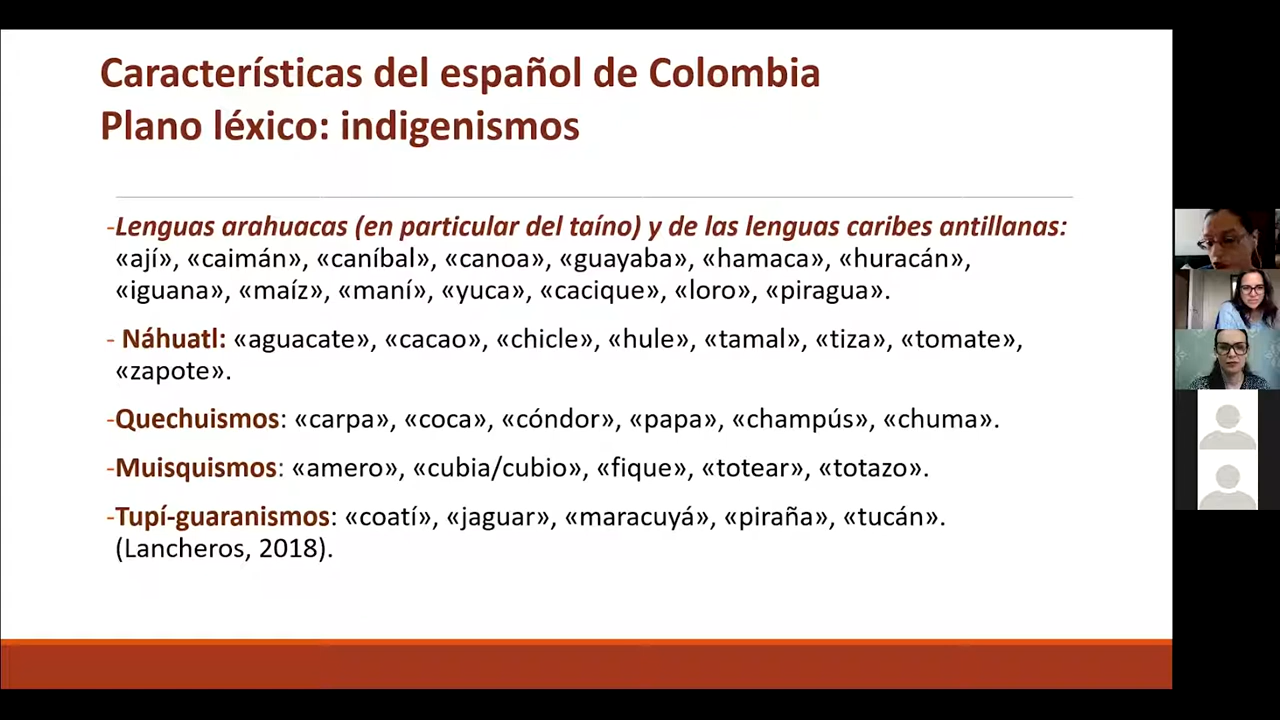 Características del español de Colombia
Plano léxico: indigenismos
-Lenguas arahuacas (en particular del taíno) y de las lenguas caribes antillanas:
«ají», «caimán», «caníbal», «canoa», «guayaba», «hamaca», «huracán»,
«iguana», «maíz», «maní», «yuca», «cacique», «loro», «piragua».
- Náhuatl: «aguacate», «cacao», «chicle», «hule», «tamal», «tiza», «tomate»,
«zapote».
-Quechuismos: «carpa», «coca», «cóndor», «papa», «champús», «chuma».
-Muisquismos: «amero», «cubia/cubio», «fique», «totear», «totazo».
-Tupí-guaranismos: «coatí», «jaguar», «maracuyá», «piraña», «tucán».
(Lancheros, 2018).